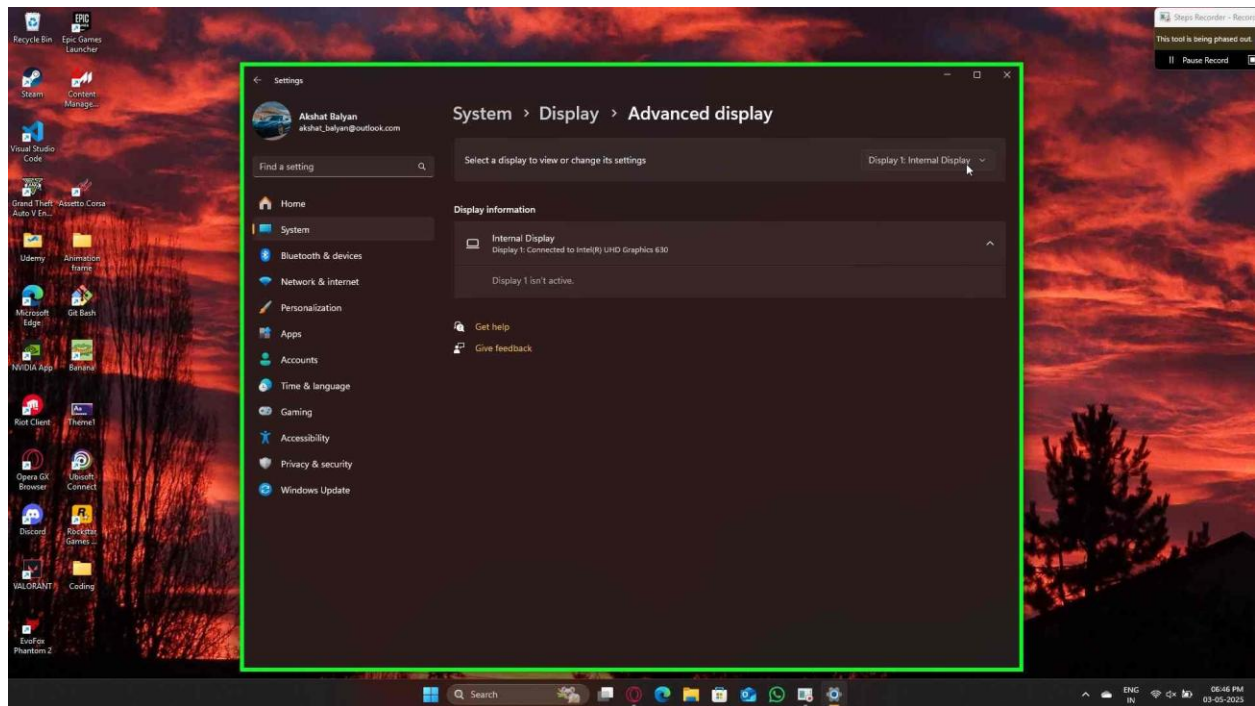 Recycle Bin
Epic Games
Launcher
EPIC
GAMES
Steam
Content
Manage...
Visual Studio
Code
Grand Theft
Auto V En...
Assetto Corsa
Udemy
Animation
frame
Microsoft
Edge
Git Bash
NVIDIA App
Banana
Riot Client
Aa
Theme1
Opera GX
Browser
Ubisoft
Connect
Discord
Rockstar
Games ...
VALORANT
Coding
EvoFox
Phantom 2
Settings
Akshat Balyan
akshat_balyan@outlook.com
Find a setting
Home
System
Bluetooth & devices
Network & internet
Personalization
Apps
Accounts
Time & language
Gaming
Accessibility
Privacy & security
Windows Update
System > Display > Advanced display
Select a display to view or change its settings
Display 1: Internal Display
Display information
Internal Display
Display 1: Connected to Intel(R) UHD Graphics 630
Display 1 isn't active.
Get help
Give feedback
Steps Recorder - Recor
This tool is being phased out.
Pause Record
Search
ENG
IN
06:46 PM
03-05-2025